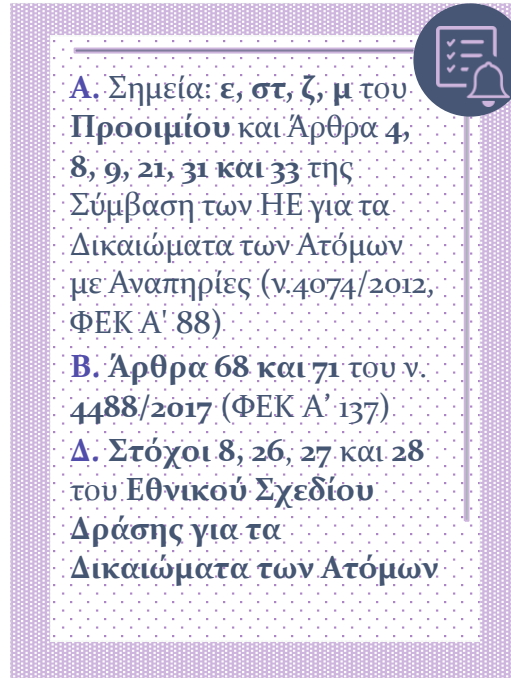 Α. Σημεία: ε, στ, ζ, μ του
Προοιμίου και Άρθρα 4,
8, 9, 21, 31 και 33 της
Σύμβαση των ΗΕ για τα
Δικαιώματα των Ατόμων
με Αναπηρίες (ν.4074/2012,
ΦΕΚ Α' 88)
Β. Άρθρα 68 και 71 του ν.
4488/2017 (ΦΕΚ Α’ 137)
Δ. Στόχοι 8, 26, 27 και 28
του Εθνικού Σχεδίου
Δράσης για τα
Δικαιώματα των Ατόμων